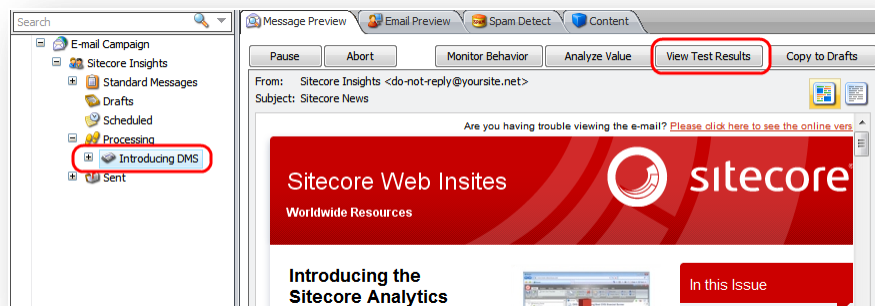 Search
E-mail Campaign
Sitecore Insights
Standard Messages
Drafts
Scheduled
Processing
Introducing DMS
Sent
Message Preview Email Preview Spam Detect Content
Pause Abort Monitor Behavior Analyze Value View Test Results Copy to Drafts
From: Sitecore Insights <do-not-reply@yoursite.net>
Subject: Sitecore News
Are you having trouble viewing the e-mail? Please click here to see the online vers
Sitecore Web Insites
sitecore
Worldwide Resources
Introducing the
Sitecore Analytics
In this Issue